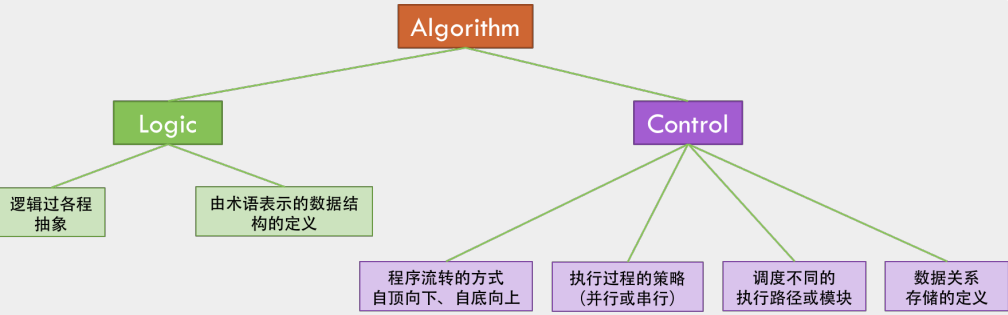 Algorithm
Logic
Control
逻辑过各程
抽象
由术语表示的数据结
构的定义
程序流转的方式
自顶向下、自底向上
执行过程的策略
（并行或串行）
调度不同的
执行路径或模块
数据关系
存储的定义